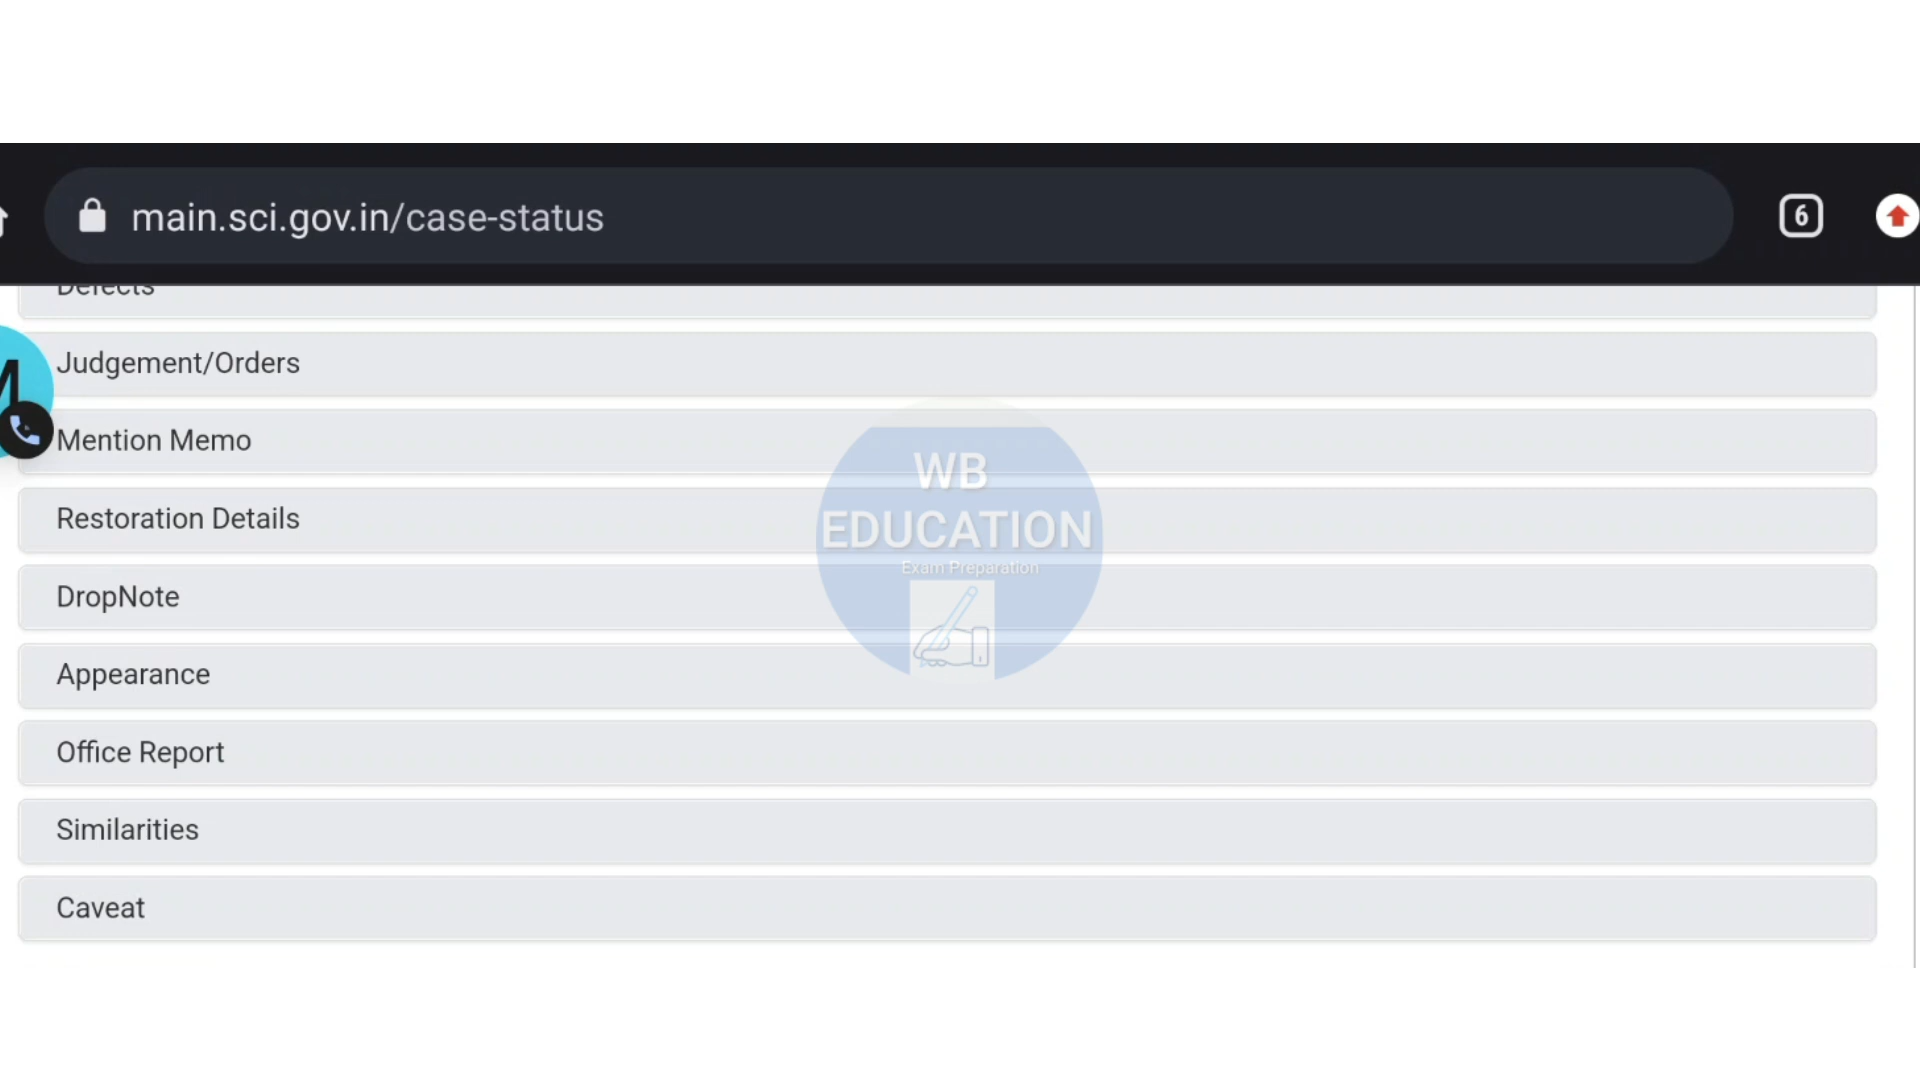 main.sci.gov.in/case-status
6
Defects
M
Judgement/Orders
Mention Memo
Restoration Details
DropNote
Appearance
Office Report
Similarities
Caveat
WB
EDUCATION
Exam Preparation